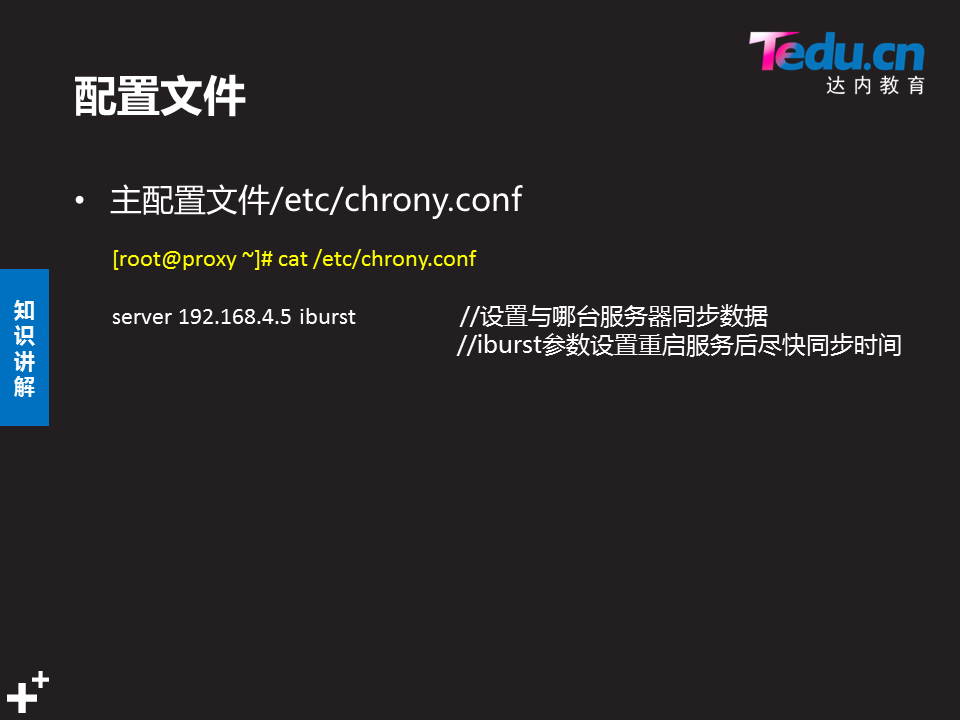 Tedu.cn
达内教育
配置文件
• 主配置文件/etc/chrony.conf
[root@proxy ~]# cat /etc/chrony.conf
server 192.168.4.5 iburst //设置与哪台服务器同步数据
//iburst参数设置重启服务后尽快同步时间
知识讲解